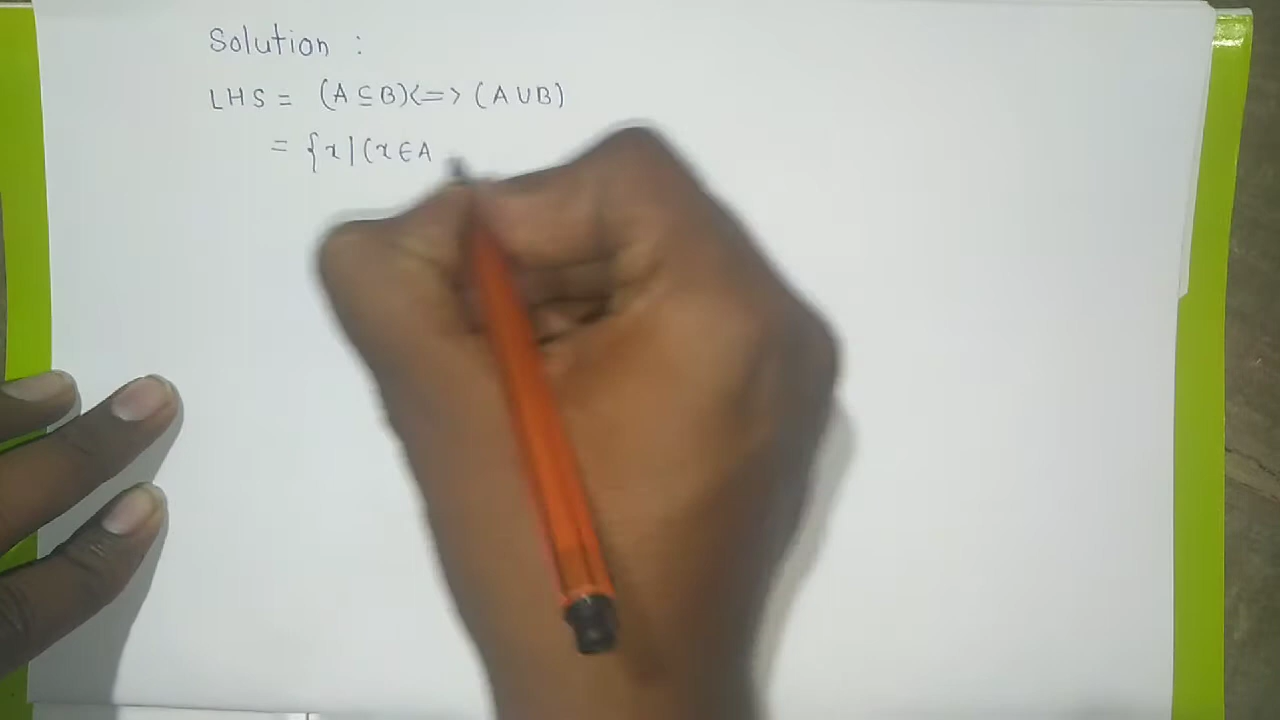 Solution :
LHS = (A ⊆ B) <=> (A ∪ B)
= {x | (x ∈ A